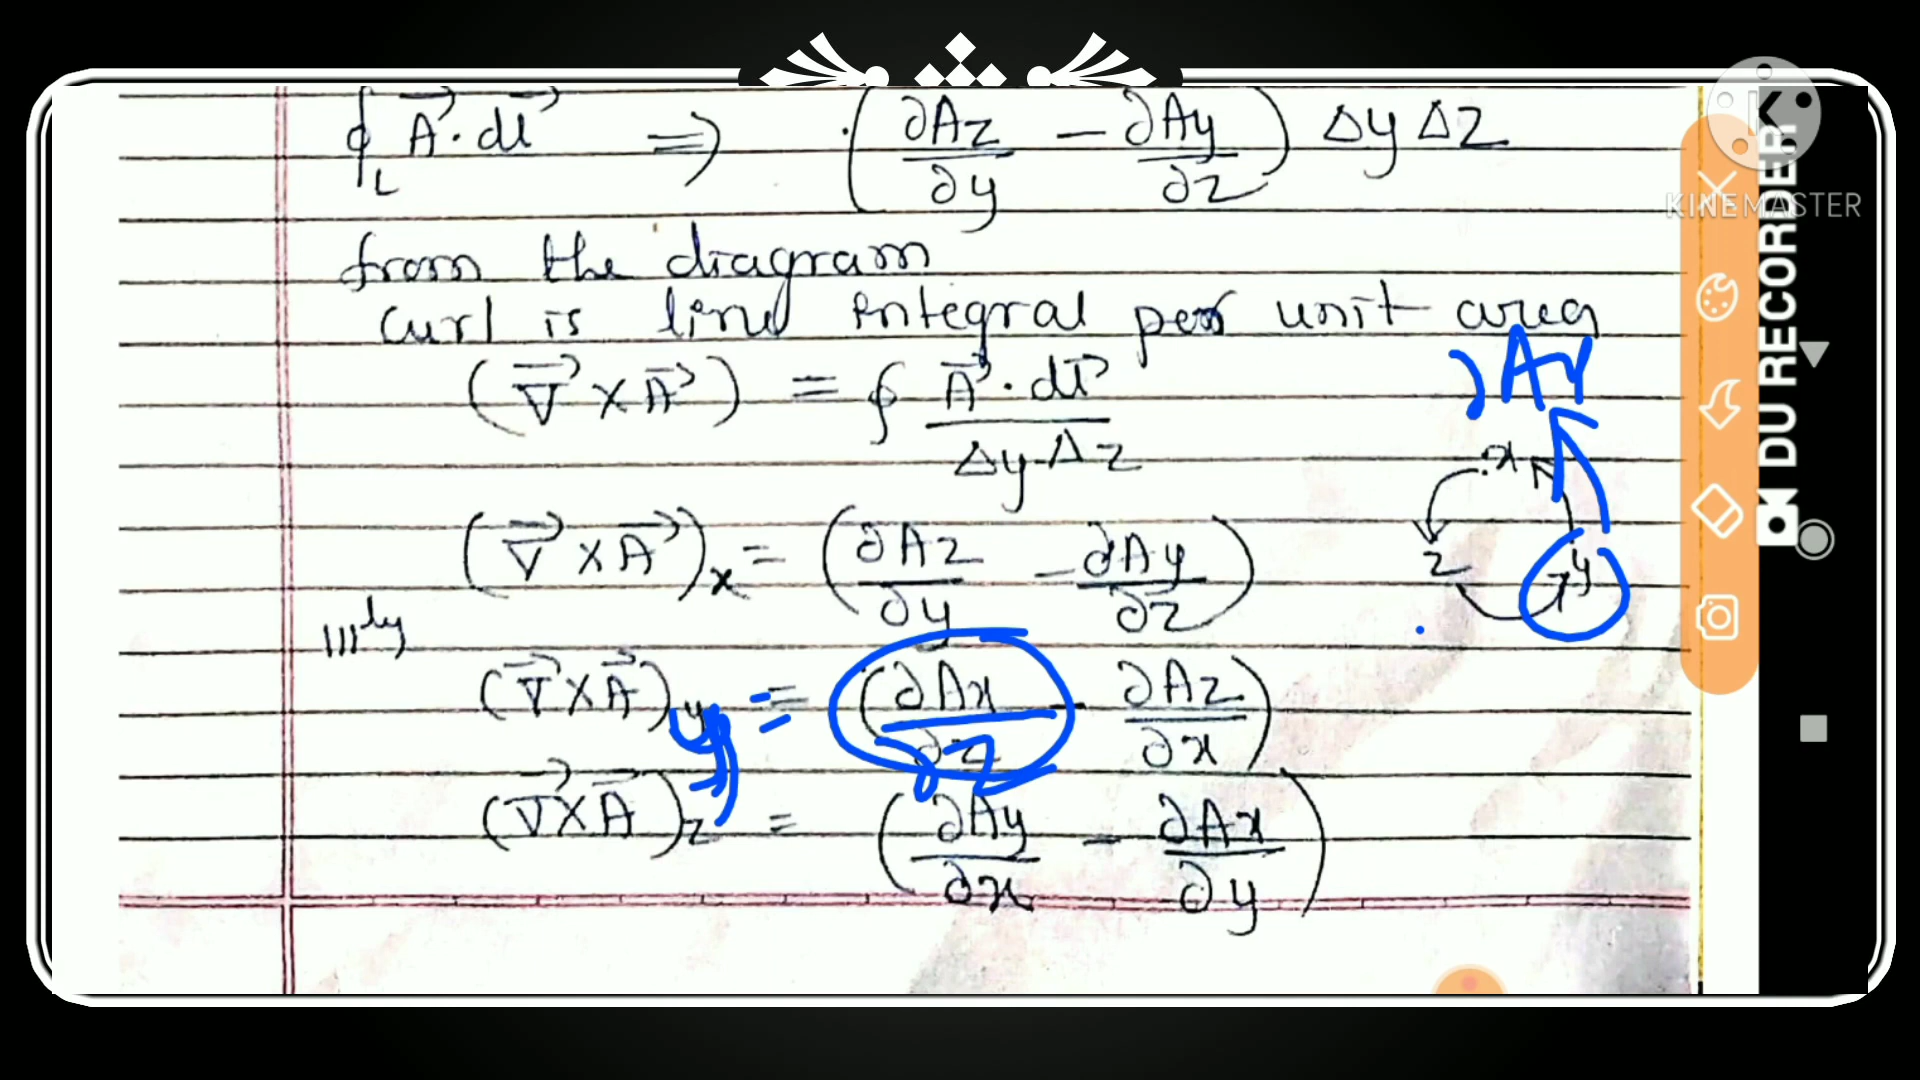 ∮_L A⃗ · dl⃗ ⇒ (∂Az/∂y − ∂Ay/∂z) Δy Δz
from the diagram
curl is line integral per unit area
∂Ay
(∇⃗ × A⃗) = ∮ A⃗ · dl⃗ / Δy·Δz
x
(∇⃗ × A⃗)x = (∂Az/∂y − ∂Ay/∂z)
z y
lllly
(∇⃗ × A⃗)y = (∂Ax/∂z − ∂Az/∂x)
(∇⃗ × A⃗)z = (∂Ay/∂x − ∂Ax/∂y)
K
KINEMASTER
DU RECORDER